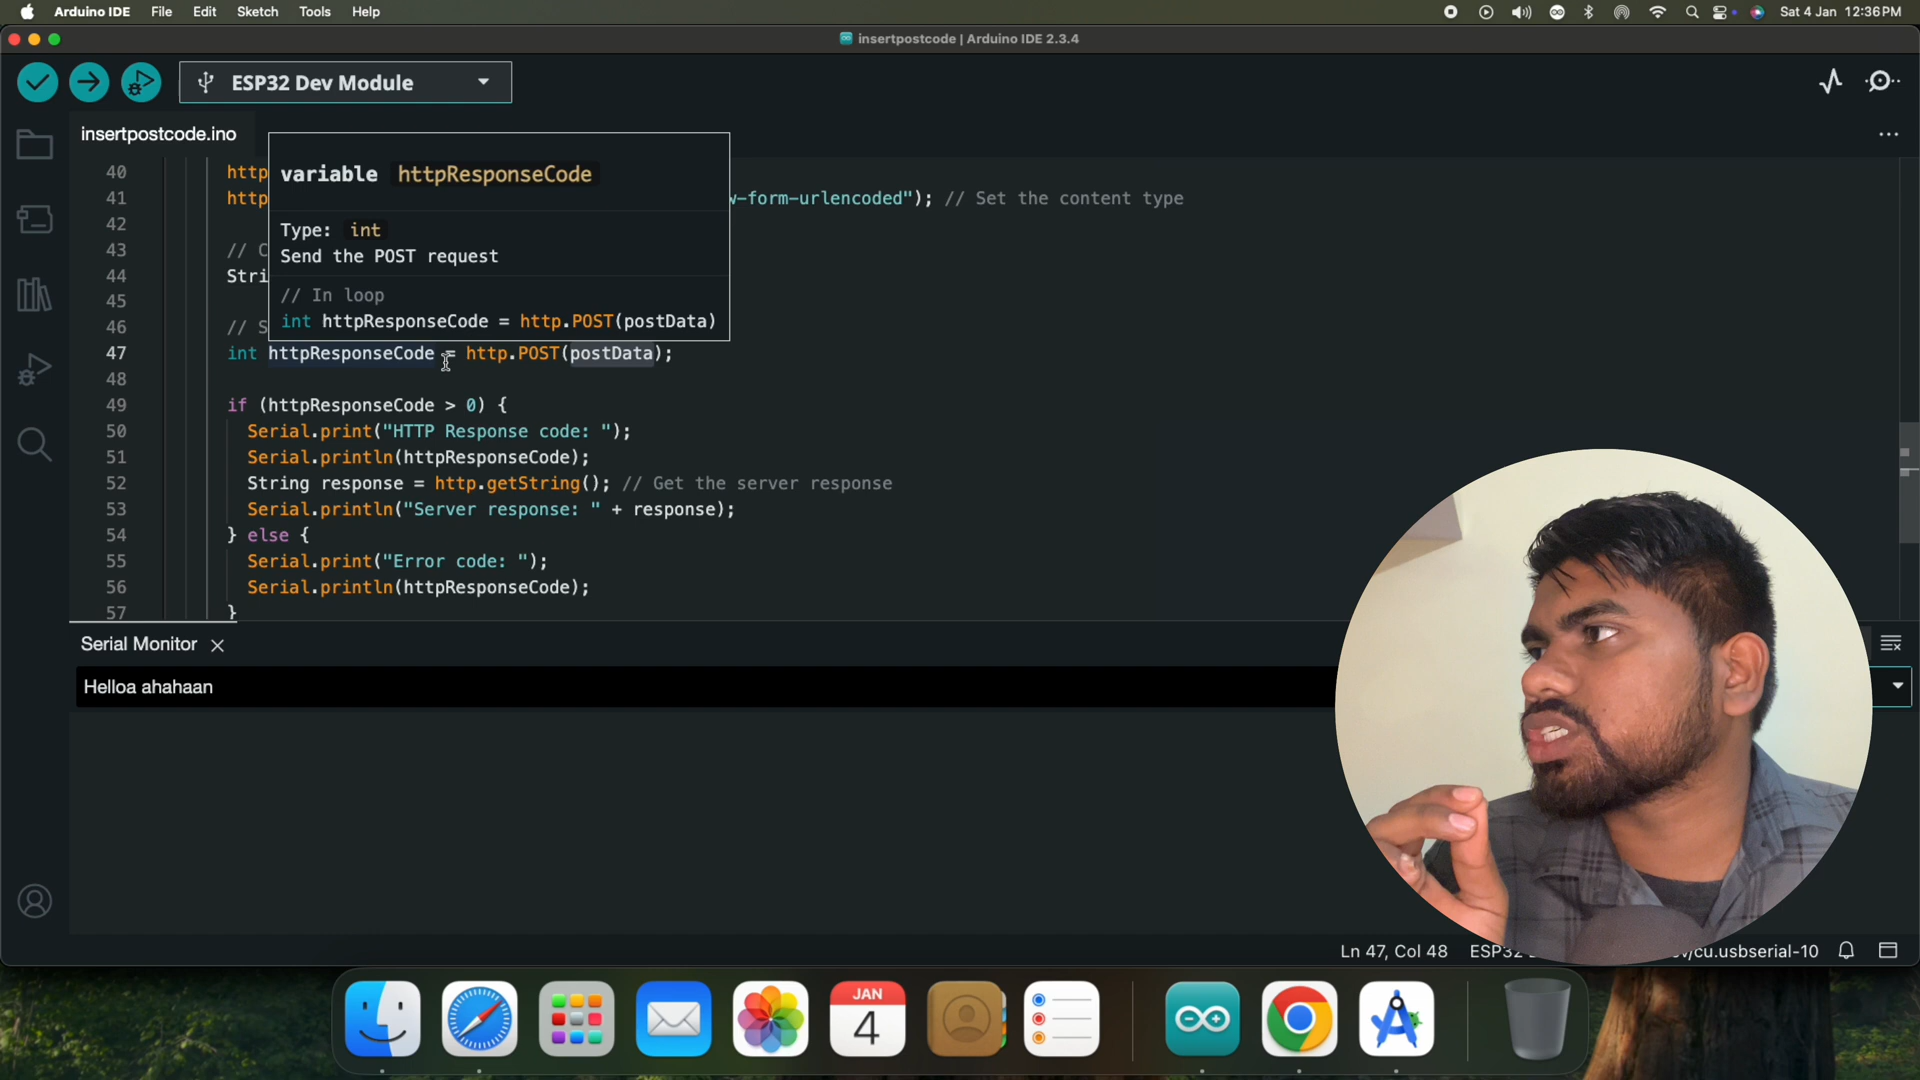 Arduino IDE File Edit Sketch Tools Help Sat 4 Jan 12:36 PM
insertpostcode | Arduino IDE 2.3.4
ESP32 Dev Module
insertpostcode.ino
variable httpResponseCode
Type: int
Send the POST request
// In loop
int httpResponseCode = http.POST(postData)
40 http
41 http w-form-urlencoded"); // Set the content type
42
43 // C
44 Stri
45
46 // S
47 int httpResponseCode = http.POST(postData);
48
49 if (httpResponseCode > 0) {
50 Serial.print("HTTP Response code: ");
51 Serial.println(httpResponseCode);
52 String response = http.getString(); // Get the server response
53 Serial.println("Server response: " + response);
54 } else {
55 Serial.print("Error code: ");
56 Serial.println(httpResponseCode);
57 }
Serial Monitor
Helloa ahahaan
Ln 47, Col 48 ESP32 /cu.usbserial-10
JAN
4